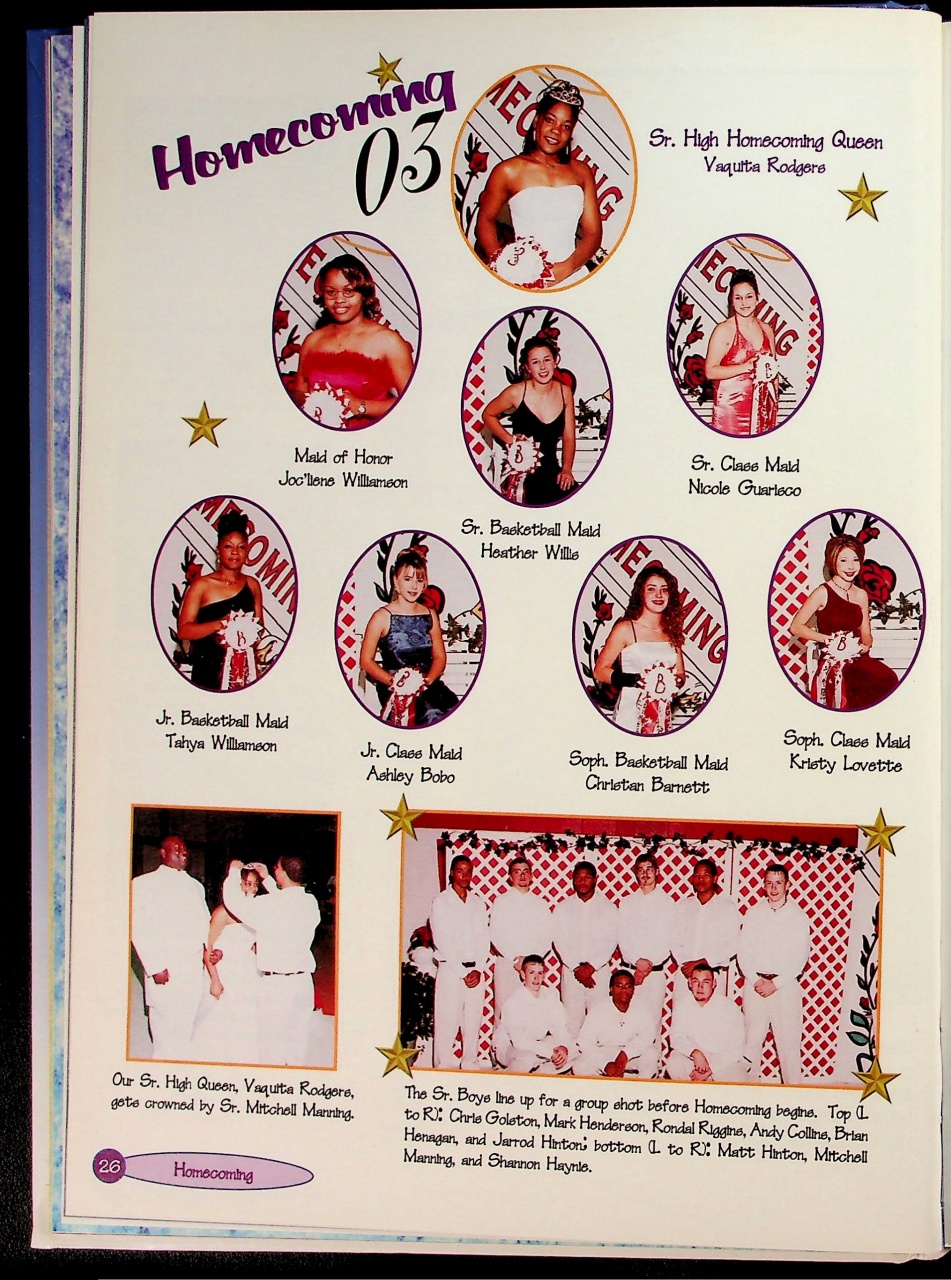 Homecoming
03
Sr. High Homecoming Queen
Vaquita Rodgers
Maid of Honor
Joc'liene Williamson
Sr. Basketball Maid
Heather Willis
Sr. Class Maid
Nicole Guarisco
Jr. Basketball Maid
Tahya Williamson
Jr. Class Maid
Ashley Bobo
Soph. Basketball Maid
Christan Barnett
Soph. Class Maid
Kristy Lovette
Our Sr. High Queen, Vaquita Rodgers,
gets crowned by Sr. Mitchell Manning.
The Sr. Boys line up for a group shot before Homecoming begins. Top (L
to R): Chris Golston, Mark Henderson, Rondal Riggins, Andy Collins, Brian
Henagan, and Jarrod Hinton; bottom (L to R): Matt Hinton, Mitchell
Manning, and Shannon Haynie.
26 Homecoming